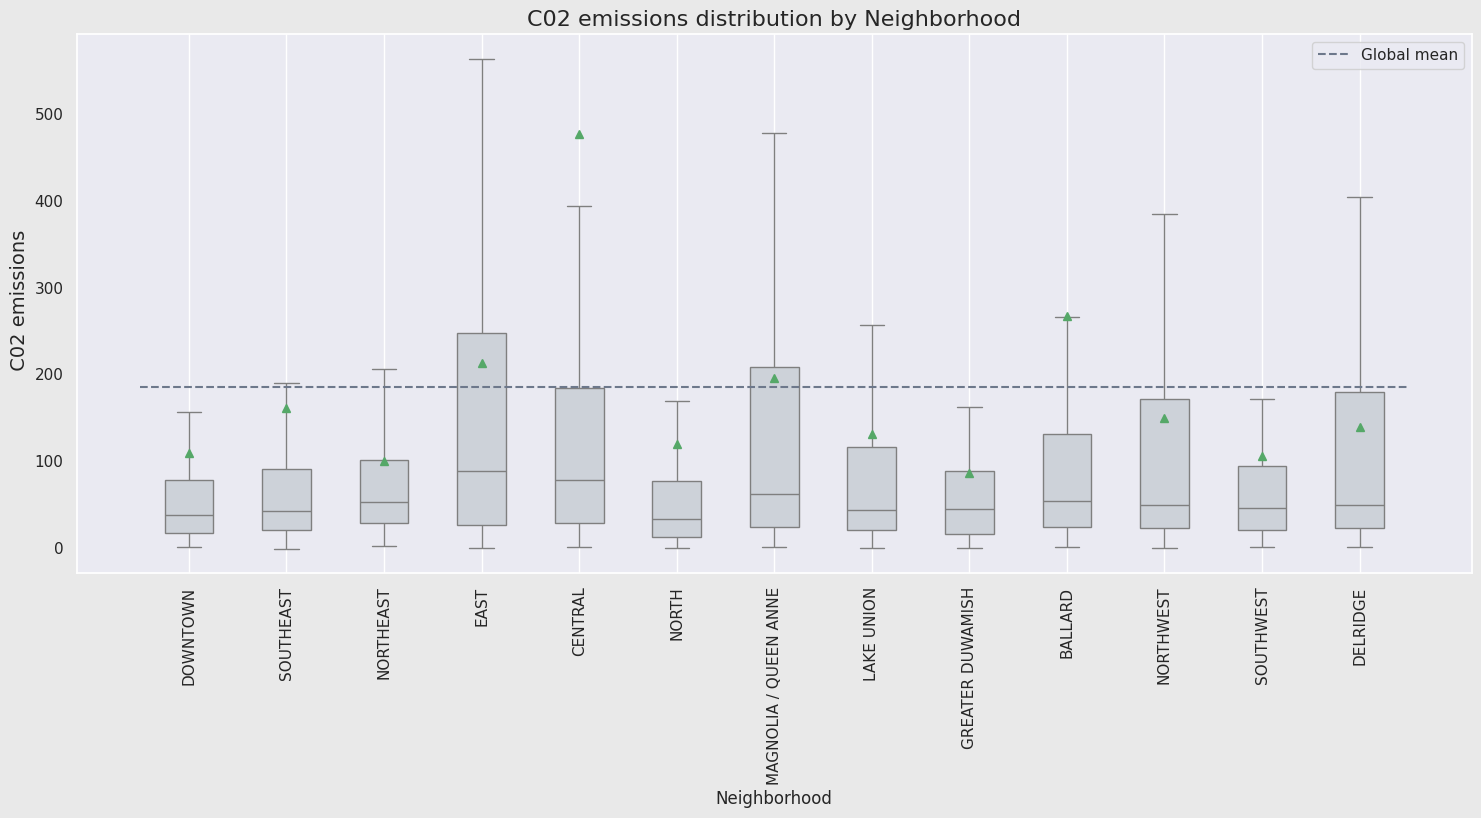 C02 emissions distribution by Neighborhood
Global mean
C02 emissions
500
400
300
200
100
0
DOWNTOWN
SOUTHEAST
NORTHEAST
EAST
CENTRAL
NORTH
MAGNOLIA / QUEEN ANNE
LAKE UNION
GREATER DUWAMISH
BALLARD
NORTHWEST
SOUTHWEST
DELRIDGE
Neighborhood